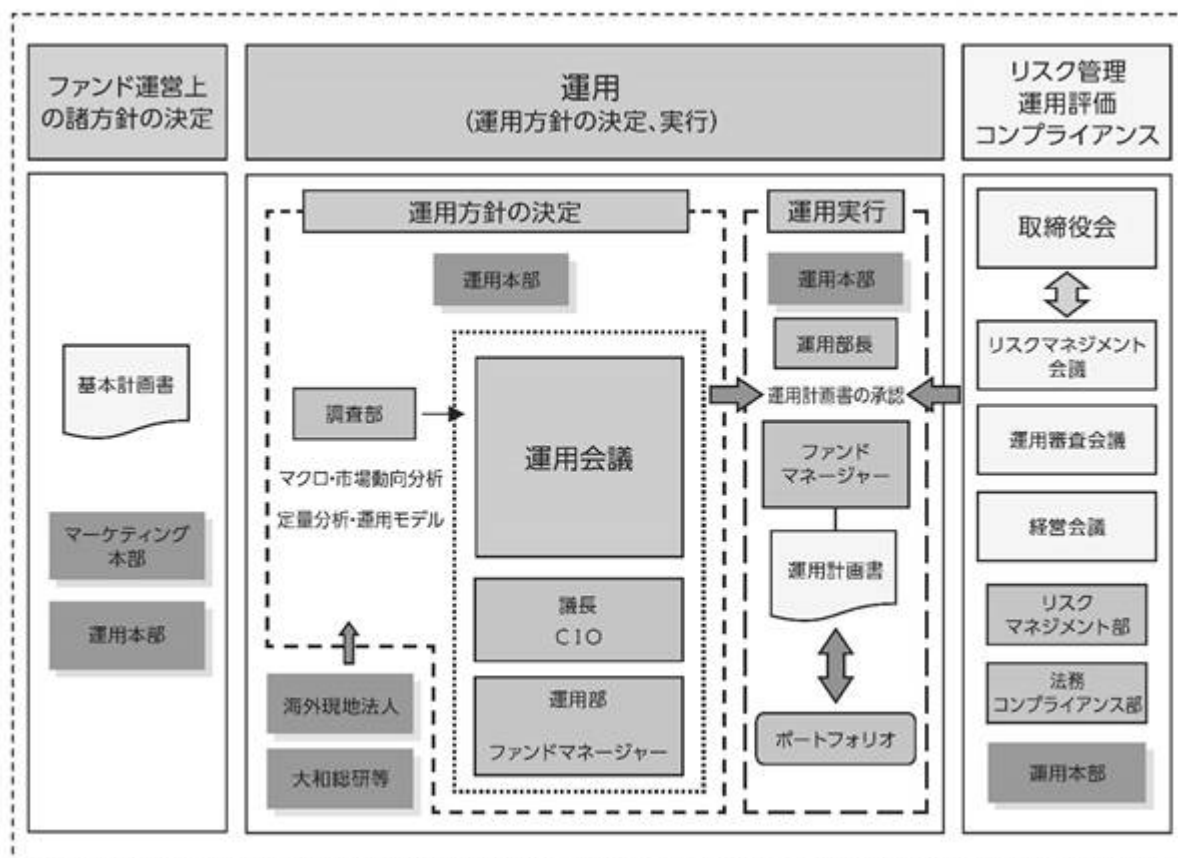 ファンド運営上
の諸方針の決定
基本計画書
マーケティング
本部
運用本部
運用
(運用方針の決定、実行)
運用方針の決定
運用本部
調査部
マクロ・市場動向分析
定量分析・運用モデル
海外現地法人
大和総研等
運用会議
議長
CIO
運用部
ファンドマネージャー
運用実行
運用本部
運用部長
運用計画書の承認
ファンド
マネージャー
運用計画書
ポートフォリオ
リスク管理
運用評価
コンプライアンス
取締役会
リスクマネジメント
会議
運用審査会議
経営会議
リスク
マネジメント部
法務
コンプライアンス部
運用本部